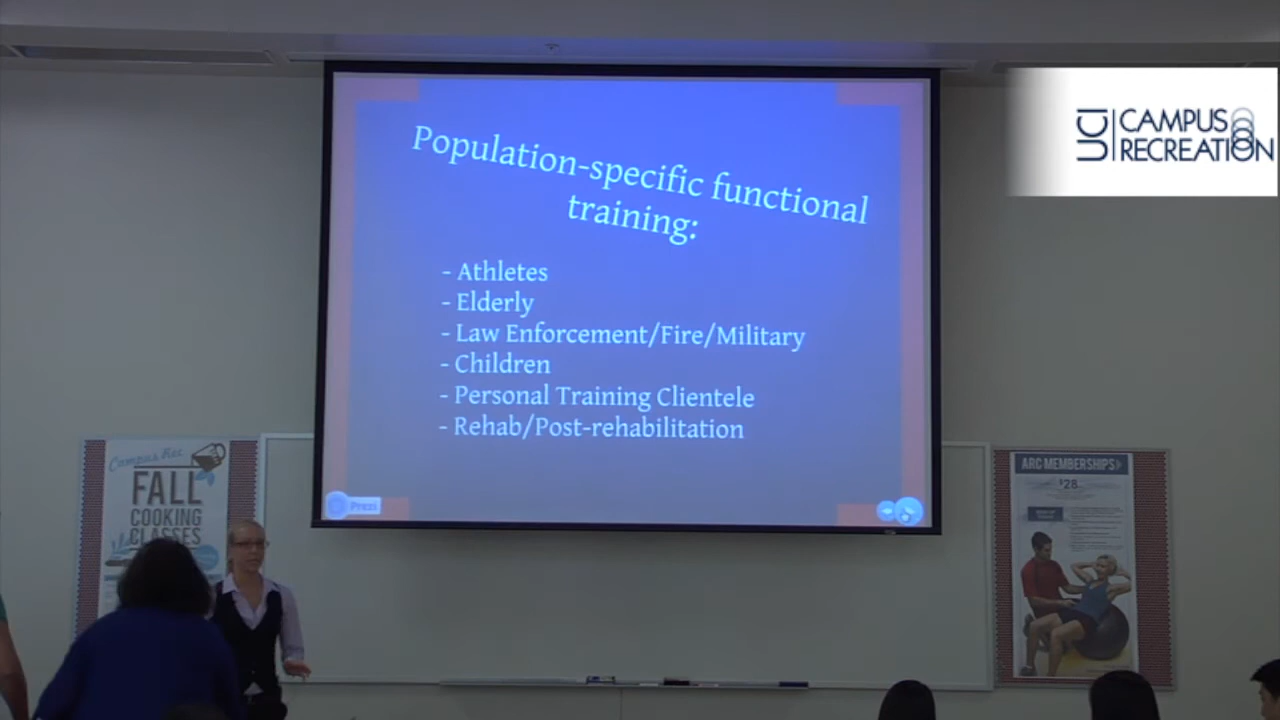 Population-specific functional
training:
- Athletes
- Elderly
- Law Enforcement/Fire/Military
- Children
- Personal Training Clientele
- Rehab/Post-rehabilitation
Prezi
UCI
CAMPUS
RECREATION
Campus Rec
FALL
COOKING
CLASSES
ARC MEMBERSHIPS
$28